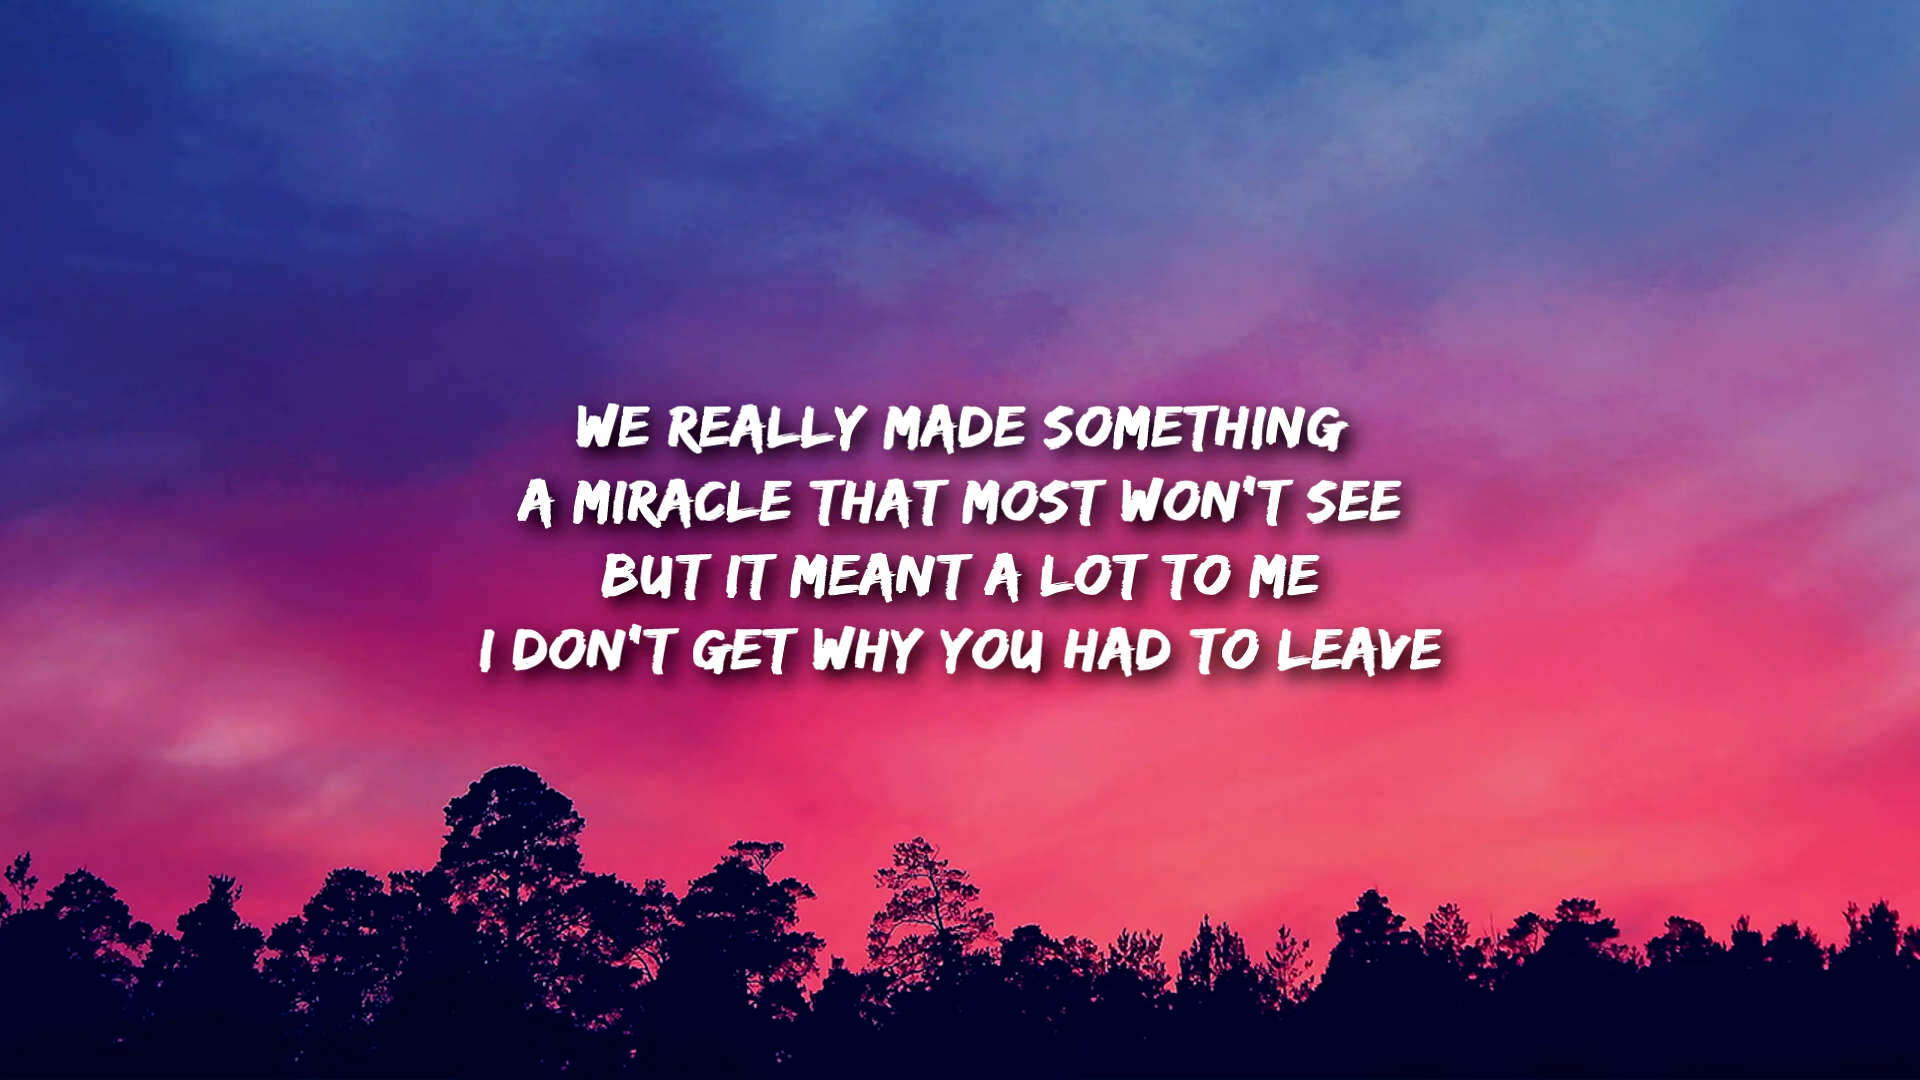 WE REALLY MADE SOMETHING
A MIRACLE THAT MOST WON'T SEE
BUT IT MEANT A LOT TO ME
I DON'T GET WHY YOU HAD TO LEAVE